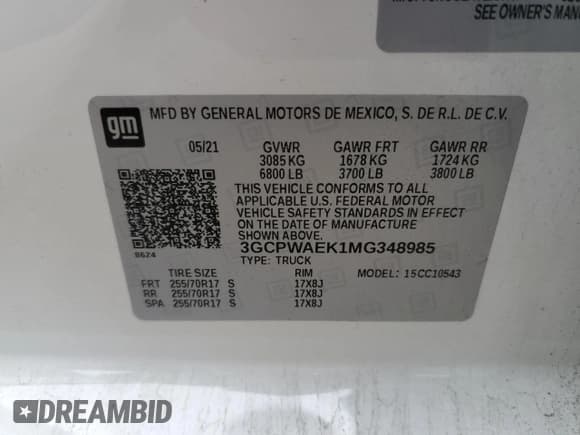 SEE OWNER'S MANU
gm
MFD BY GENERAL MOTORS DE MEXICO, S. DE R.L. DE C.V.
05/21 GVWR GAWR FRT GAWR RR
3085 KG 1678 KG 1724 KG
6800 LB 3700 LB 3800 LB
THIS VEHICLE CONFORMS TO ALL
APPLICABLE U.S. FEDERAL MOTOR
VEHICLE SAFETY STANDARDS IN EFFECT
ON THE DATE OF MANUFACTURE
SHOWN ABOVE.
3GCPWAEK1MG348985
8624
TYPE: TRUCK
TIRE SIZE RIM MODEL: 15CC10543
FRT 255/70R17 S 17X8J
RR 255/70R17 S 17X8J
SPA 255/70R17 S 17X8J
DREAMBID